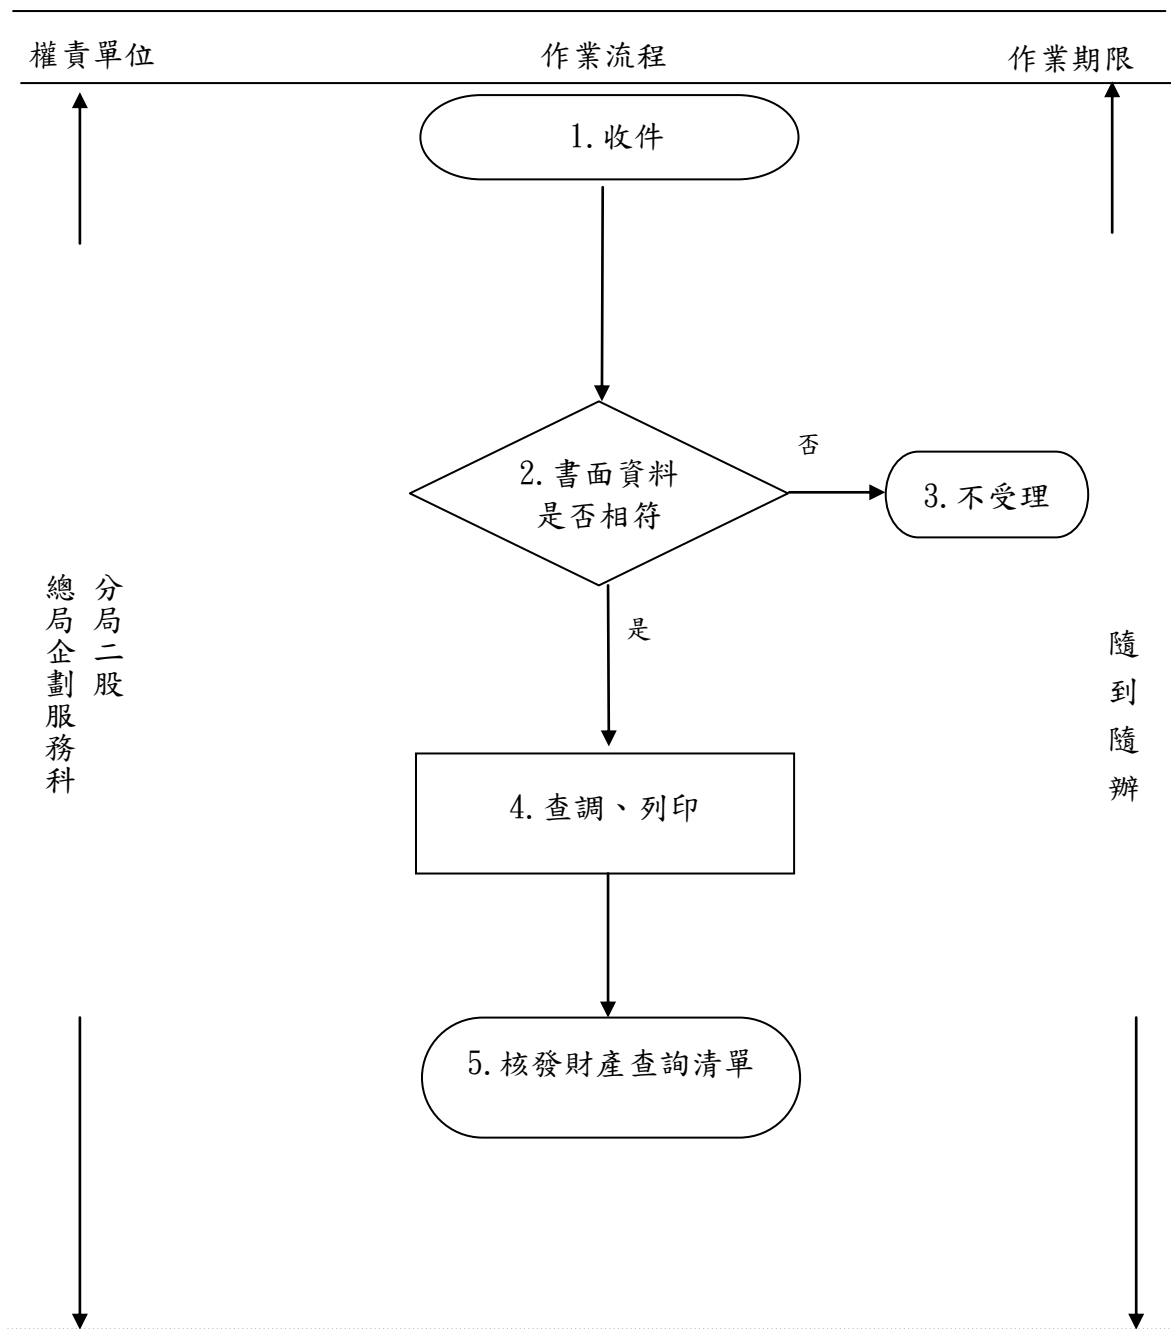 權責單位
作業流程
作業期限
1.收件
2.書面資料
是否相符
否
3.不受理
是
4.查調、列印
5.核發財產查詢清單
分局二股
總局企劃服務科
隨到隨辦